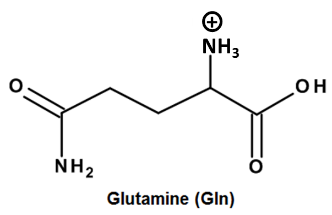 ⊕
NH3
O
OH
NH2
O
Glutamine (Gln)